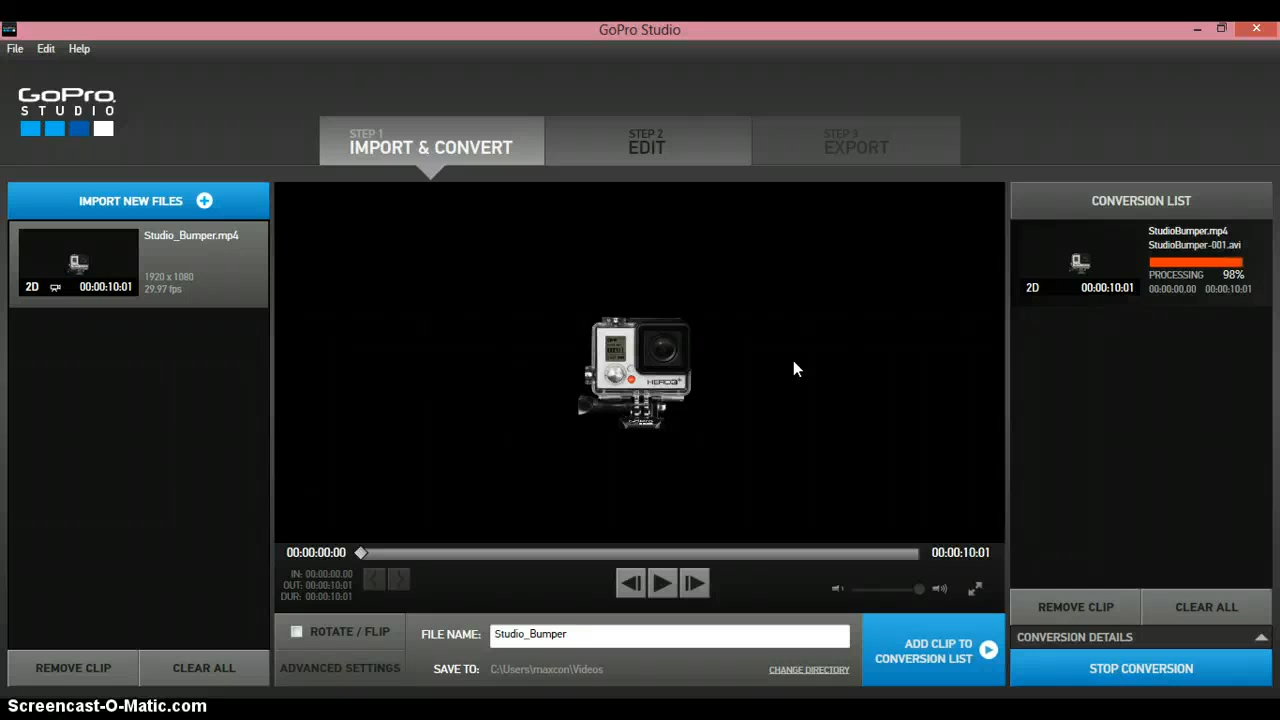 GoPro Studio
File Edit Help
GoPro
STUDIO
STEP 1
IMPORT & CONVERT
STEP 2
EDIT
STEP 3
EXPORT
IMPORT NEW FILES
Studio_Bumper.mp4
1920 x 1080
29.97 fps
2D 00:00:10:01
CONVERSION LIST
StudioBumper.mp4
StudioBumper-001.avi
PROCESSING 98%
00:00:00.00 00:00:10:01
2D 00:00:10:01
HERO3+
00:00:00:00 00:00:10:01
IN: 00:00:00.00
OUT: 00:00:10:01
DUR: 00:00:10:01
ROTATE / FLIP
ADVANCED SETTINGS
FILE NAME: Studio_Bumper
SAVE TO: C:\Users\maxcon\Videos CHANGE DIRECTORY
ADD CLIP TO
CONVERSION LIST
REMOVE CLIP CLEAR ALL
REMOVE CLIP CLEAR ALL
CONVERSION DETAILS
STOP CONVERSION
Screencast-O-Matic.com